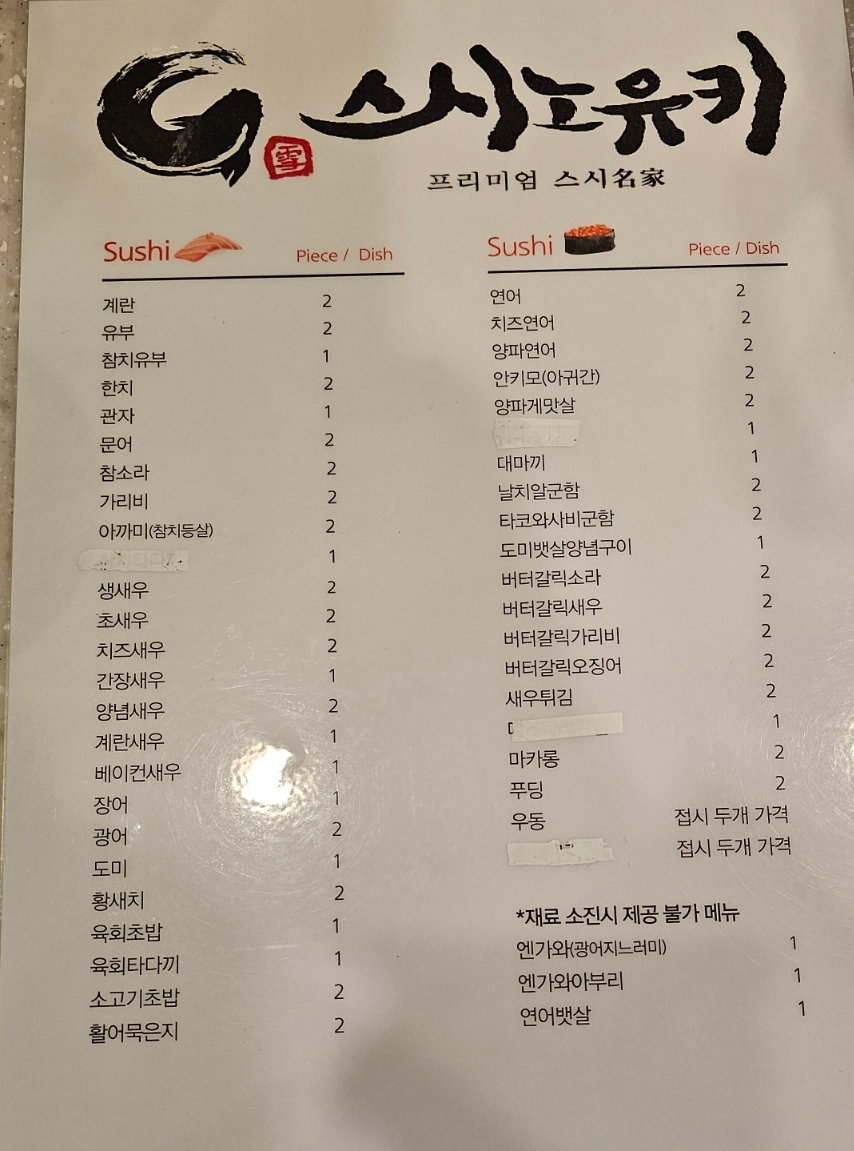 스시노유키
雪
프리미엄 스시名家
Sushi Piece / Dish
계란 2
유부 2
참치유부 1
한치 2
관자 1
문어 2
참소라 2
가리비 2
아까미(참치등살) 2
1
생새우 2
초새우 2
치즈새우 2
간장새우 1
양념새우 2
계란새우 1
베이컨새우 1
장어 1
광어 2
도미 1
황새치 2
육회초밥 1
육회타다끼 1
소고기초밥 2
활어묵은지 2
Sushi Piece / Dish
연어 2
치즈연어 2
양파연어 2
안키모(아귀간) 2
양파게맛살 2
1
대마끼 1
날치알군함 2
타코와사비군함 2
도미뱃살양념구이 1
버터갈릭소라 2
버터갈릭새우 2
버터갈릭가리비 2
버터갈릭오징어 2
새우튀김 2
1
마카롱 2
푸딩 2
우동 접시 두개 가격
접시 두개 가격
*재료 소진시 제공 불가 메뉴
엔가와(광어지느러미) 1
엔가와아부리 1
연어뱃살 1